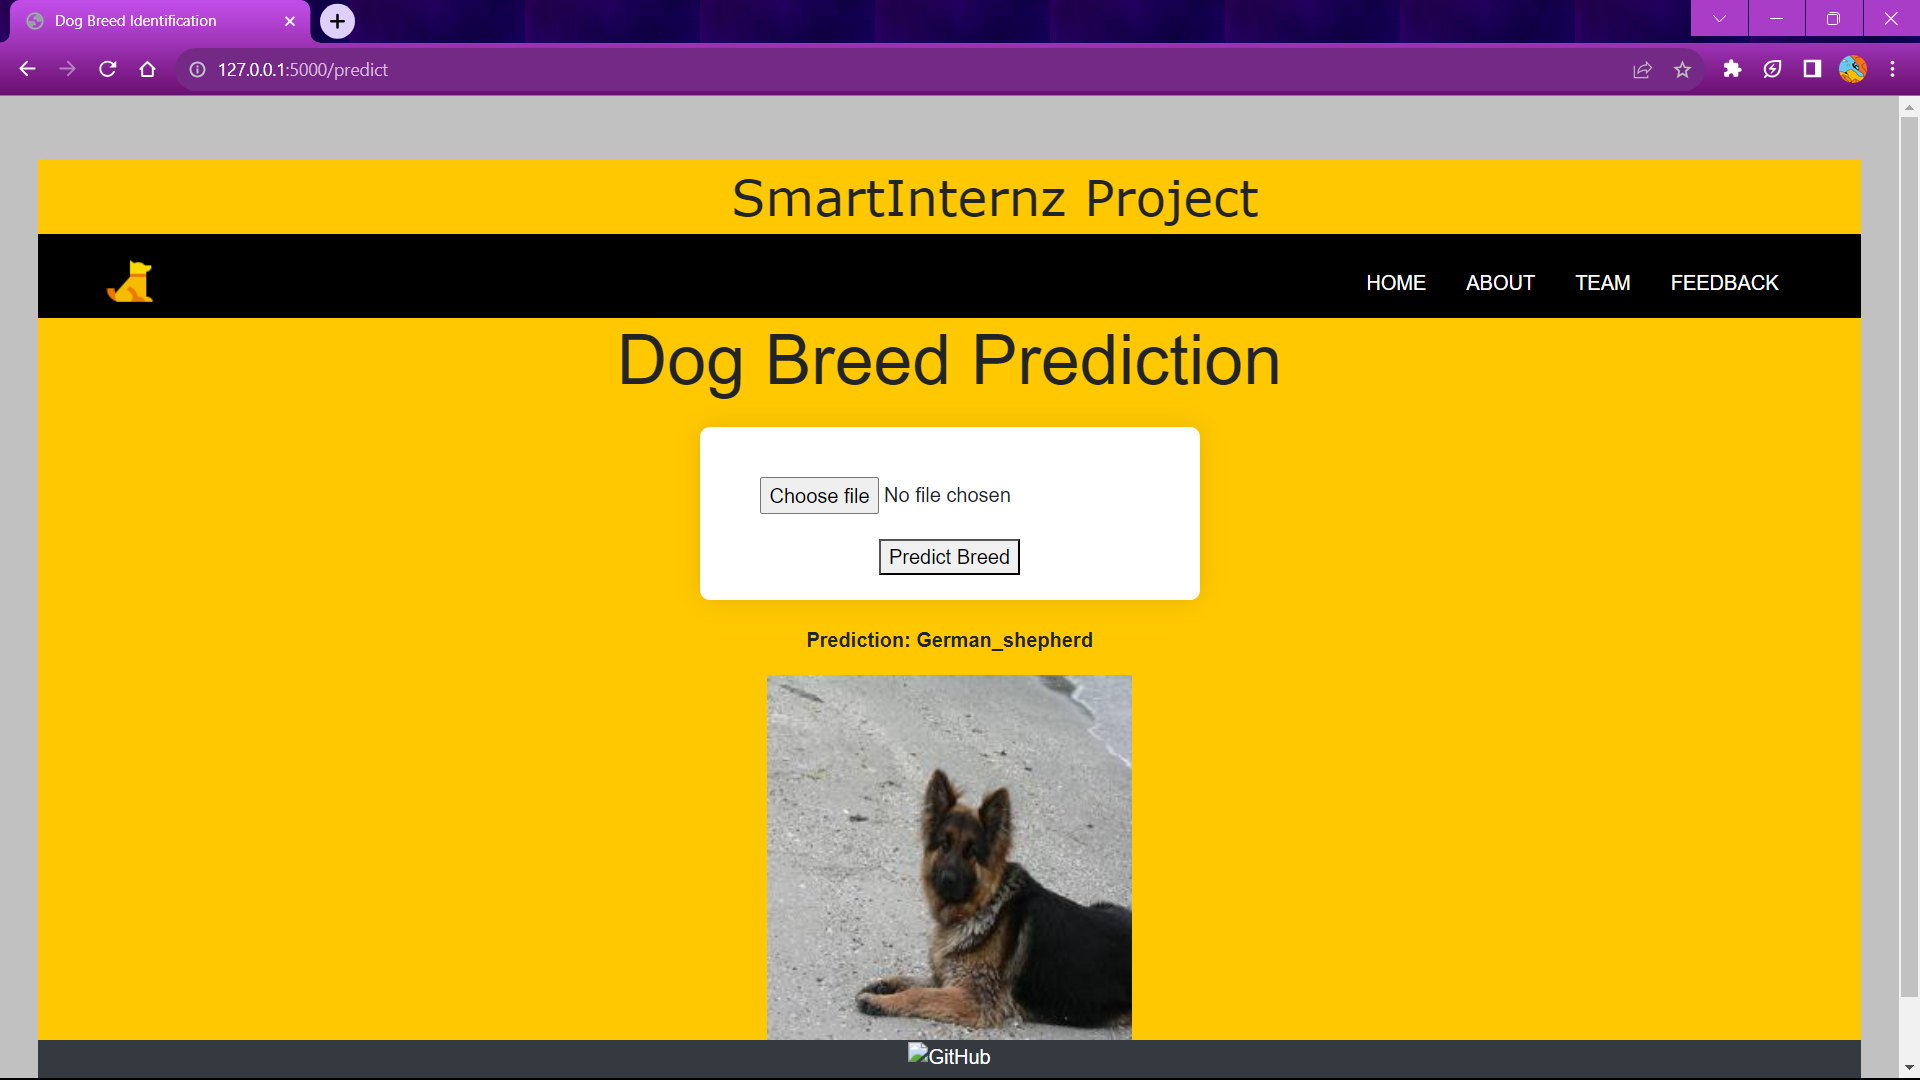 Dog Breed Identification
127.0.0.1:5000/predict
SmartInternz Project
HOME ABOUT TEAM FEEDBACK
Dog Breed Prediction
Choose file No file chosen
Predict Breed
Prediction: German_shepherd
GitHub